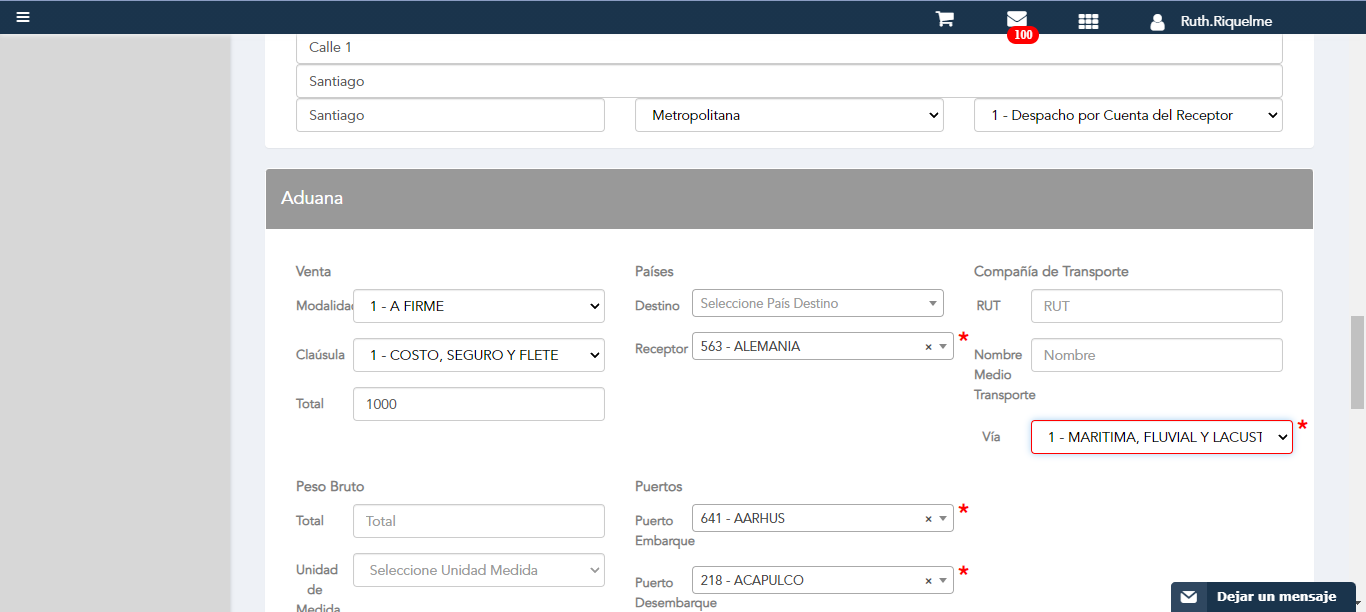 Ruth.Riquelme
100
Calle 1
Santiago
Santiago
Metropolitana
1 - Despacho por Cuenta del Receptor
Aduana
Venta
Modalidad
1 - A FIRME
Claúsula
1 - COSTO, SEGURO Y FLETE
Total
1000
Países
Destino
Seleccione País Destino
Receptor
563 - ALEMANIA
×
*
Compañía de Transporte
RUT
RUT
Nombre
Medio
Transporte
Nombre
Vía
1 - MARITIMA, FLUVIAL Y LACUST
*
Peso Bruto
Total
Total
Unidad
de
Medida
Seleccione Unidad Medida
Puertos
Puerto
Embarque
641 - AARHUS
×
*
Puerto
Desembarque
218 - ACAPULCO
×
*
Dejar un mensaje